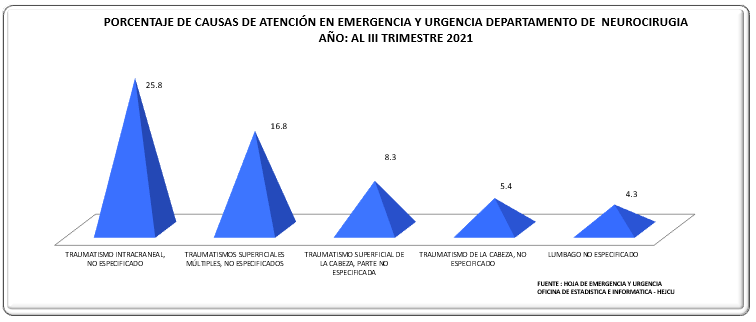 PORCENTAJE DE CAUSAS DE ATENCIÓN EN EMERGENCIA Y URGENCIA DEPARTAMENTO DE NEUROCIRUGIA
AÑO: AL III TRIMESTRE 2021
25.8
16.8
8.3
5.4
4.3
TRAUMATISMO INTRACRANEAL,
NO ESPECIFICADO
TRAUMATISMOS SUPERFICIALES
MÚLTIPLES, NO ESPECIFICADOS
TRAUMATISMO SUPERFICIAL DE
LA CABEZA, PARTE NO
ESPECIFICADA
TRAUMATISMO DE LA CABEZA, NO
ESPECIFICADO
LUMBAGO NO ESPECIFICADO
FUENTE : HOJA DE EMERGENCIA Y URGENCIA
OFICINA DE ESTADISTICA E INFORMATICA - HEJCU